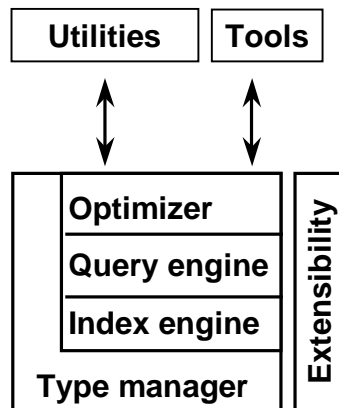 Utilities
Tools
Optimizer
Query engine
Index engine
Type manager
Extensibility